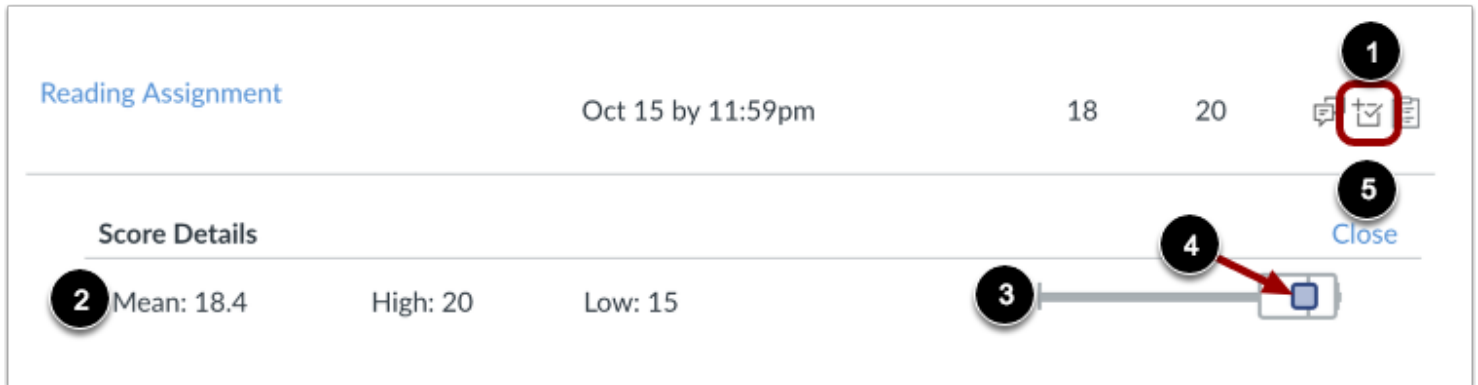 1
Reading Assignment
Oct 15 by 11:59pm 18 20
5
Score Details 4 Close
2 Mean: 18.4 High: 20 Low: 15 3